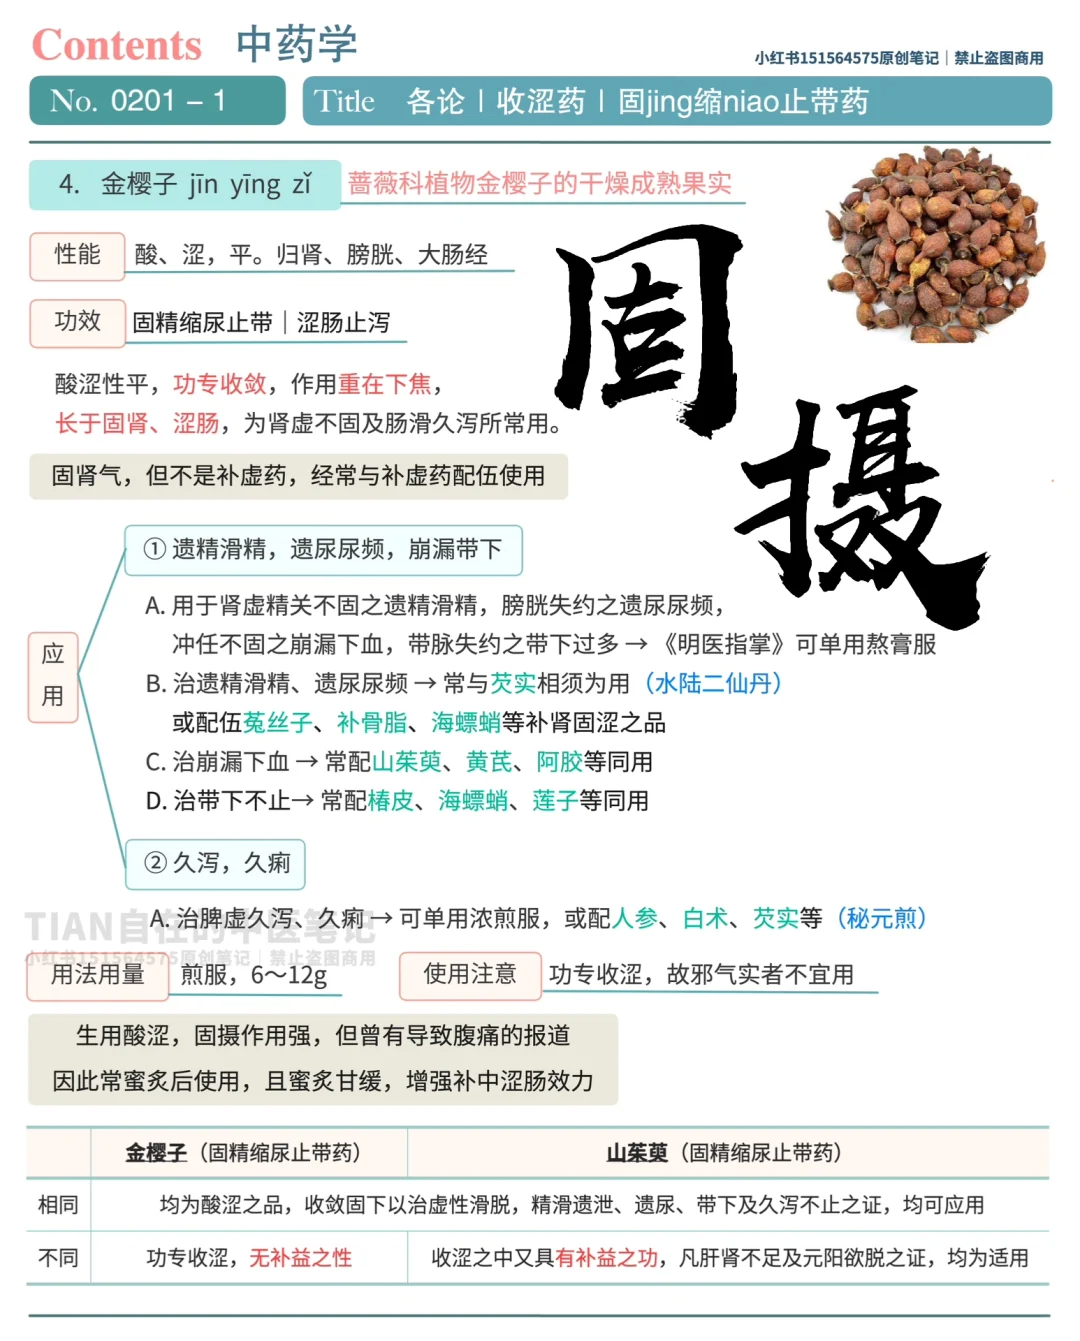 Contents 中药学
小红书151564575原创笔记｜禁止盗图商用
No. 0201 – 1
Title 各论｜收涩药｜固jing缩niao止带药
4. 金樱子 jīn yīng zǐ 蔷薇科植物金樱子的干燥成熟果实
性能 酸、涩，平。归肾、膀胱、大肠经
功效 固精缩尿止带｜涩肠止泻
固
摄
酸涩性平，功专收敛，作用重在下焦，
长于固肾、涩肠，为肾虚不固及肠滑久泻所常用。
固肾气，但不是补虚药，经常与补虚药配伍使用
应
用
① 遗精滑精，遗尿尿频，崩漏带下
A. 用于肾虚精关不固之遗精滑精，膀胱失约之遗尿尿频，
冲任不固之崩漏下血，带脉失约之带下过多 → 《明医指掌》可单用熬膏服
B. 治遗精滑精、遗尿尿频 → 常与芡实相须为用（水陆二仙丹）
或配伍菟丝子、补骨脂、海螵蛸等补肾固涩之品
C. 治崩漏下血 → 常配山茱萸、黄芪、阿胶等同用
D. 治带下不止→ 常配椿皮、海螵蛸、莲子等同用
② 久泻，久痢
A. 治脾虚久泻、久痢 → 可单用浓煎服，或配人参、白术、芡实等（秘元煎）
TIAN自在的中医笔记
小红书151564575原创笔记｜禁止盗图商用
用法用量 煎服，6～12g
使用注意 功专收涩，故邪气实者不宜用
生用酸涩，固摄作用强，但曾有导致腹痛的报道
因此常蜜炙后使用，且蜜炙甘缓，增强补中涩肠效力
金樱子（固精缩尿止带药） 山茱萸（固精缩尿止带药）
相同 均为酸涩之品，收敛固下以治虚性滑脱，精滑遗泄、遗尿、带下及久泻不止之证，均可应用
不同 功专收涩，无补益之性 收涩之中又具有补益之功，凡肝肾不足及元阳欲脱之证，均为适用